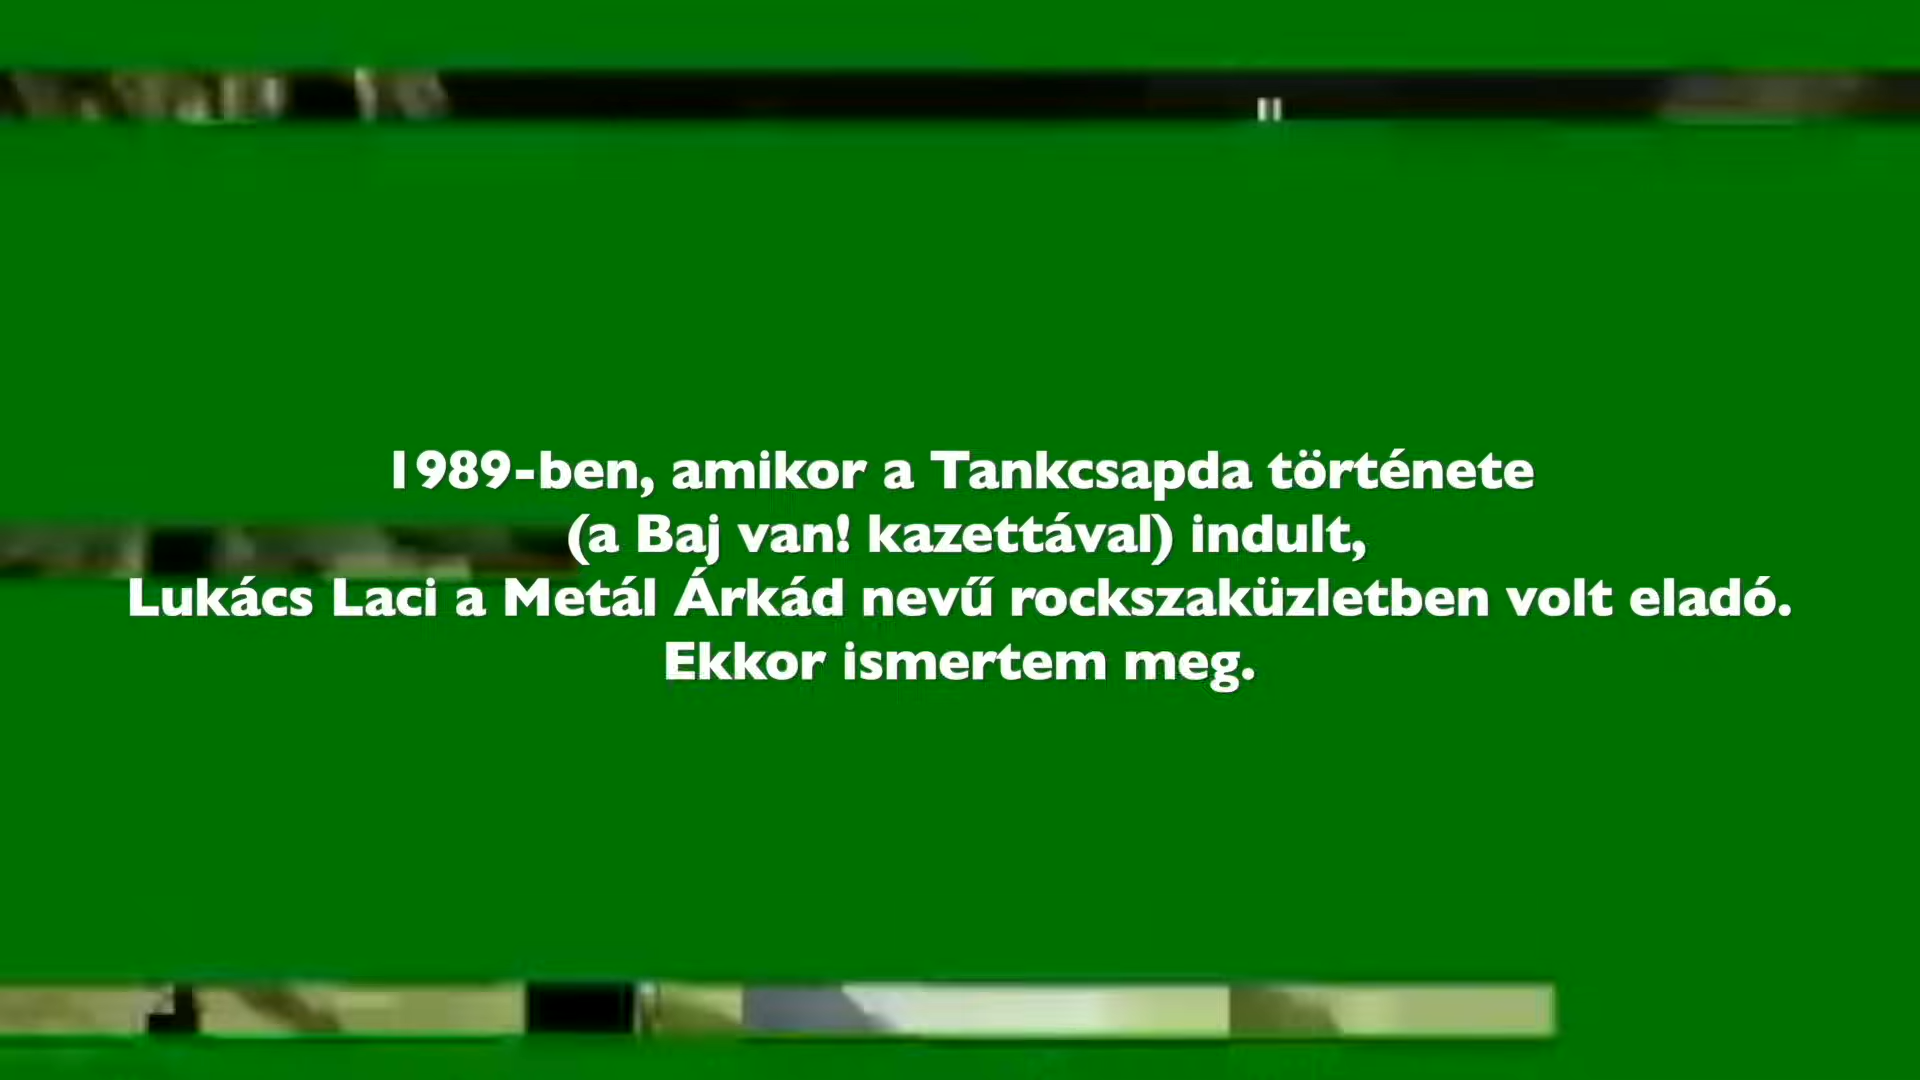 1989-ben, amikor a Tankcsapda története
(a Baj van! kazettával) indult,
Lukács Laci a Metál Árkád nevű rockszaküzletben volt eladó.
Ekkor ismertem meg.